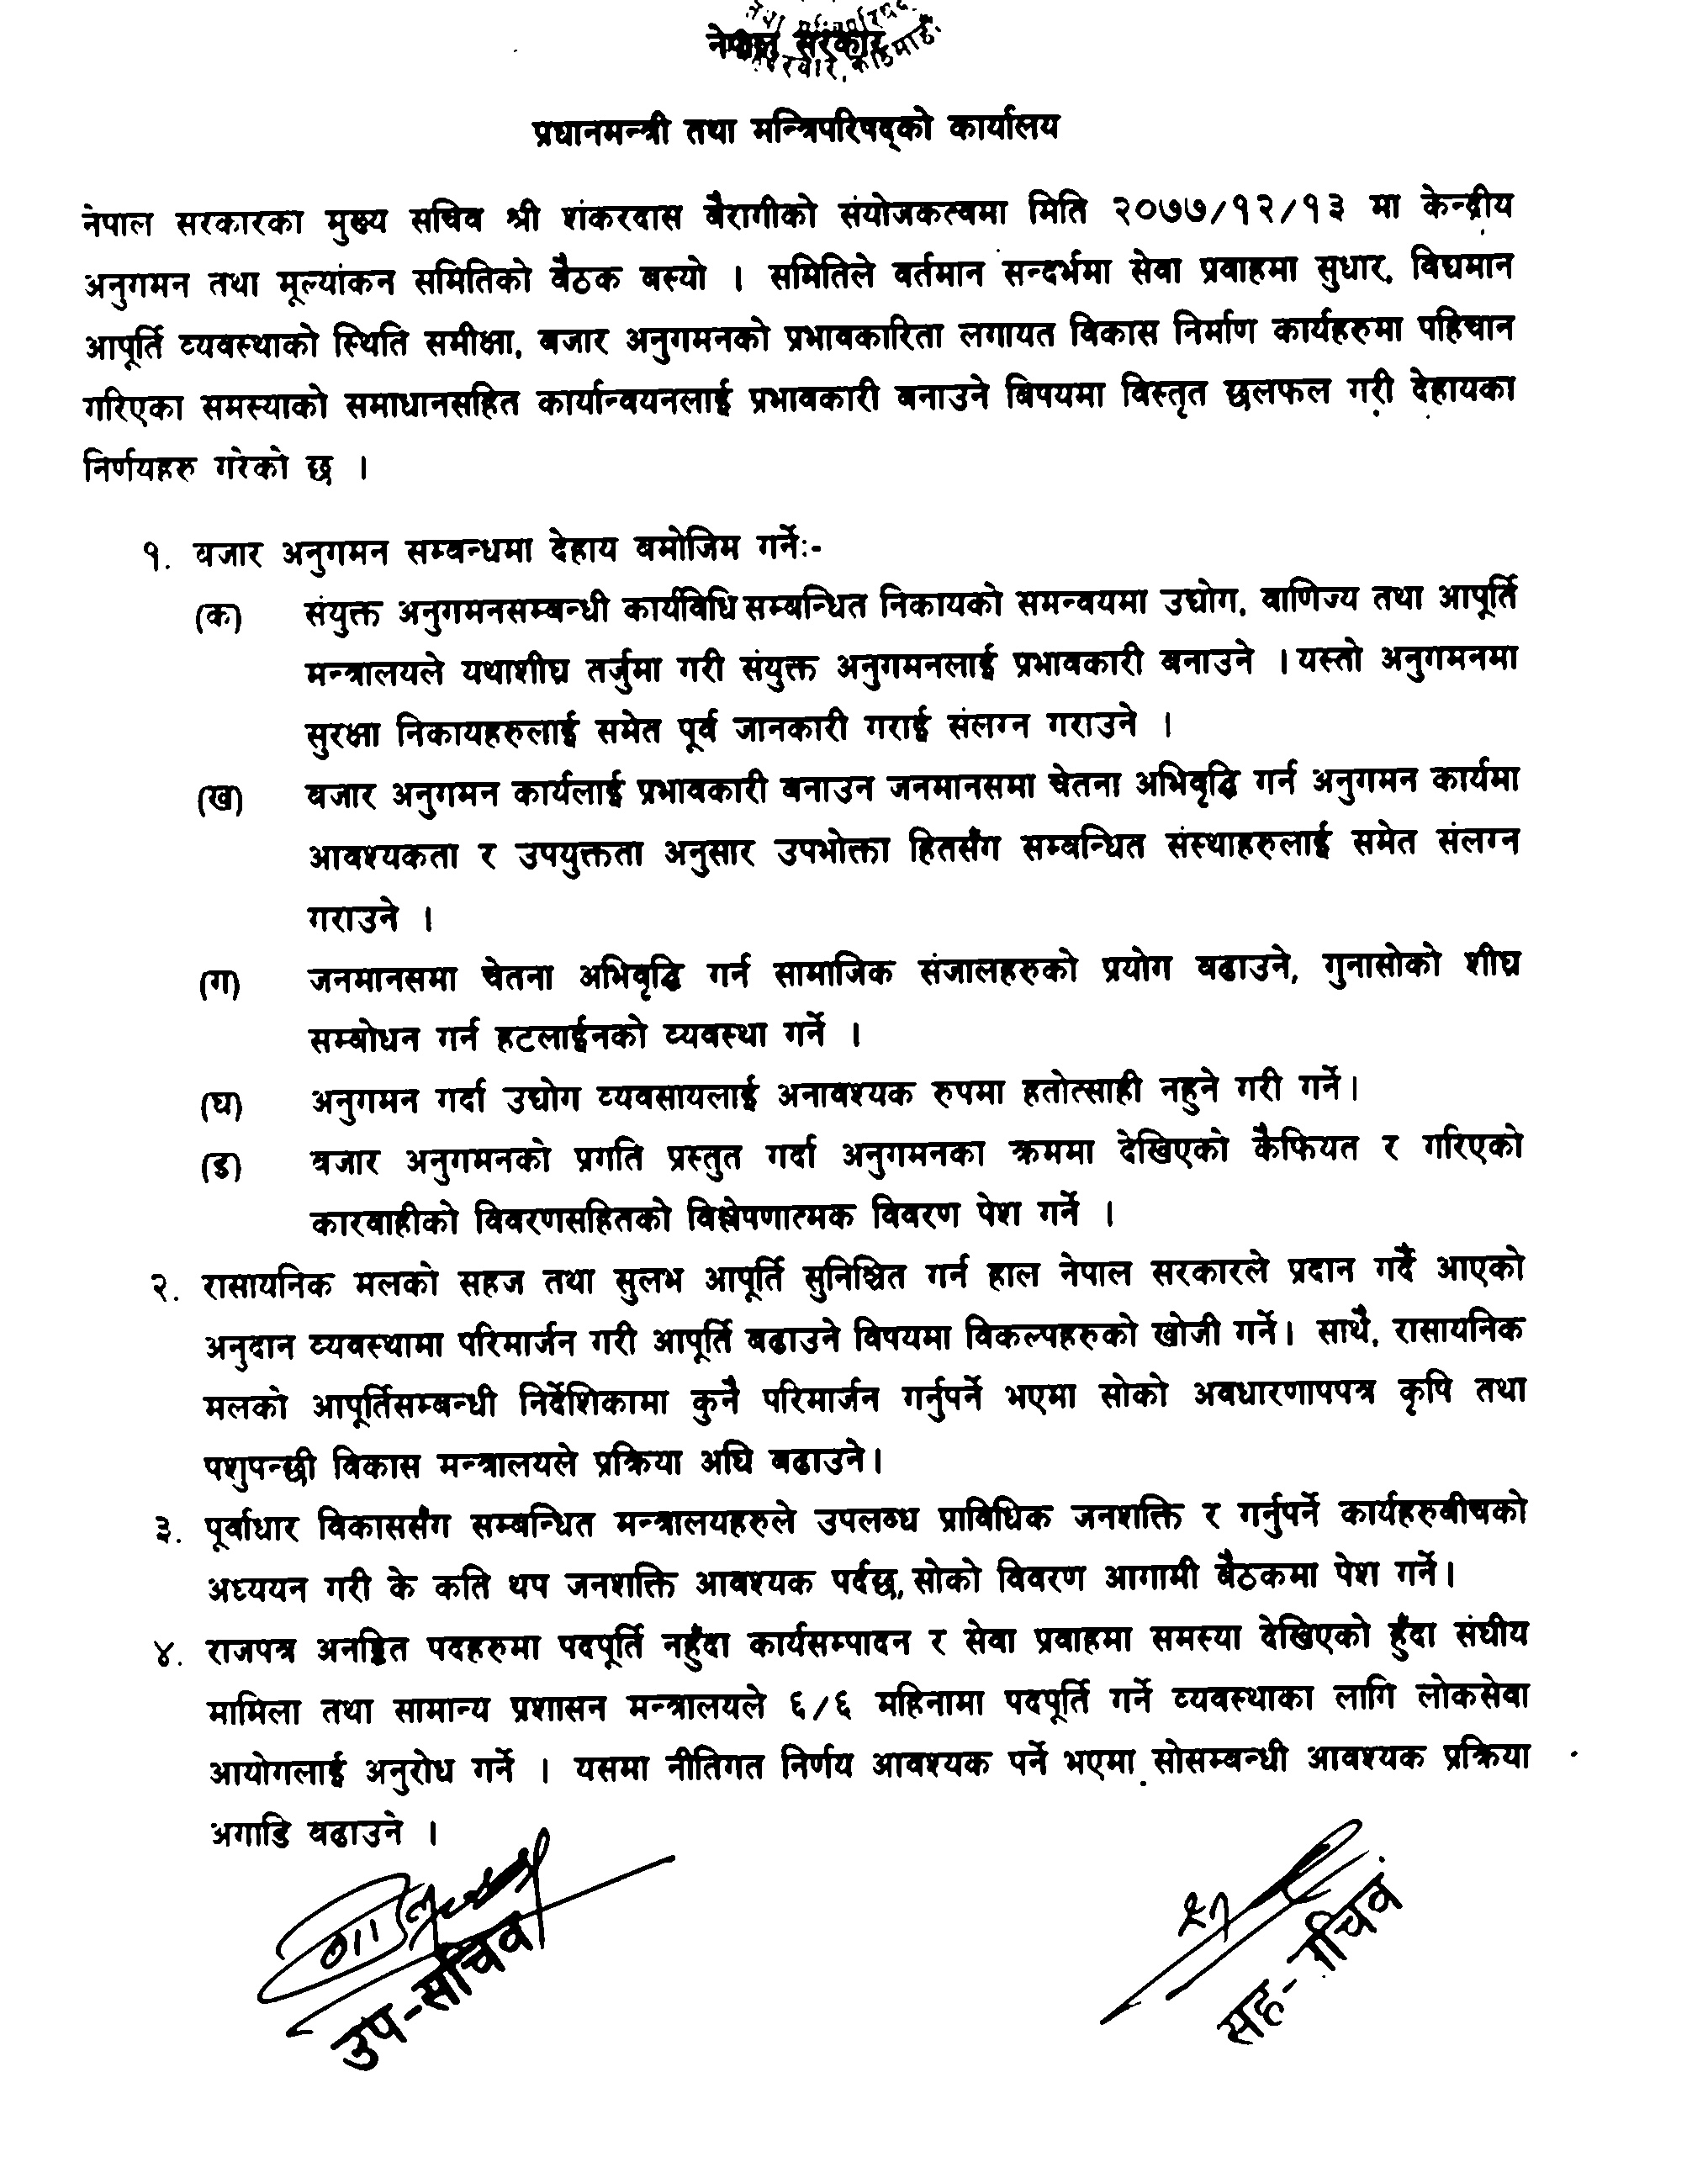 नेपाल सरकार
प्रधानमन्त्री तथा मन्त्रिपरिषद्को कार्यालय
नेपाल सरकारका मुख्य सचिव श्री शंकरदास बैरागीको संयोजकत्वमा मिति २०७७/१२/१३ मा केन्द्रीय
अनुगमन तथा मूल्यांकन समितिको बैठक बस्यो । समितिले वर्तमान सन्दर्भमा सेवा प्रवाहमा सुधार, विद्यमान
आपूर्ति व्यवस्थाको स्थिति समीक्षा, बजार अनुगमनको प्रभावकारिता लगायत विकास निर्माण कार्यहरुमा पहिचान
गरिएका समस्याको समाधानसहित कार्यान्वयनलाई प्रभावकारी बनाउने विषयमा विस्तृत छलफल गरी देहायका
निर्णयहरु गरेको छ ।
१. बजार अनुगमन सम्बन्धमा देहाय बमोजिम गर्नेः-
(क) संयुक्त अनुगमनसम्बन्धी कार्यविधि सम्बन्धित निकायको समन्वयमा उद्योग, वाणिज्य तथा आपूर्ति
मन्त्रालयले यथाशीघ्र तर्जुमा गरी संयुक्त अनुगमनलाई प्रभावकारी बनाउने । यस्तो अनुगमनमा
सुरक्षा निकायहरुलाई समेत पूर्व जानकारी गराई संलग्न गराउने ।
(ख) बजार अनुगमन कार्यलाई प्रभावकारी बनाउन जनमानसमा चेतना अभिवृद्धि गर्न अनुगमन कार्यमा
आवश्यकता र उपयुक्तता अनुसार उपभोक्ता हितसँग सम्बन्धित संस्थाहरुलाई समेत संलग्न
गराउने ।
(ग) जनमानसमा चेतना अभिवृद्धि गर्न सामाजिक संजालहरुको प्रयोग बढाउने, गुनासोको शीघ्र
सम्बोधन गर्न हटलाईनको व्यवस्था गर्ने ।
(घ) अनुगमन गर्दा उद्योग व्यवसायलाई अनावश्यक रुपमा हतोत्साही नहुने गरी गर्ने।
(ङ) बजार अनुगमनको प्रगति प्रस्तुत गर्दा अनुगमनका क्रममा देखिएको कैफियत र गरिएको
कारवाहीको विवरणसहितको विश्लेषणात्मक विवरण पेश गर्ने ।
२. रासायनिक मलको सहज तथा सुलभ आपूर्ति सुनिश्चित गर्न हाल नेपाल सरकारले प्रदान गर्दै आएको
अनुदान व्यवस्थामा परिमार्जन गरी आपूर्ति बढाउने विषयमा विकल्पहरुको खोजी गर्ने। साथै, रासायनिक
मलको आपूर्तिसम्बन्धी निर्देशिकामा कुनै परिमार्जन गर्नुपर्ने भएमा सोको अवधारणापपत्र कृषि तथा
पशुपन्छी विकास मन्त्रालयले प्रक्रिया अघि बढाउने।
३. पूर्वाधार विकाससँग सम्बन्धित मन्त्रालयहरुले उपलब्ध प्राविधिक जनशक्ति र गर्नुपर्ने कार्यहरुबीचको
अध्ययन गरी के कति थप जनशक्ति आवश्यक पर्दछ, सोको विवरण आगामी बैठकमा पेश गर्ने।
४. राजपत्र अनङ्कित पदहरुमा पदपूर्ति नहुँदा कार्यसम्पादन र सेवा प्रवाहमा समस्या देखिएको हुँदा संघीय
मामिला तथा सामान्य प्रशासन मन्त्रालयले ६/६ महिनामा पदपूर्ति गर्ने व्यवस्थाका लागि लोकसेवा
आयोगलाई अनुरोध गर्ने । यसमा नीतिगत निर्णय आवश्यक पर्ने भएमा सोसम्बन्धी आवश्यक प्रक्रिया
अगाडि बढाउने ।
उप-सचिव
सह-सचिव